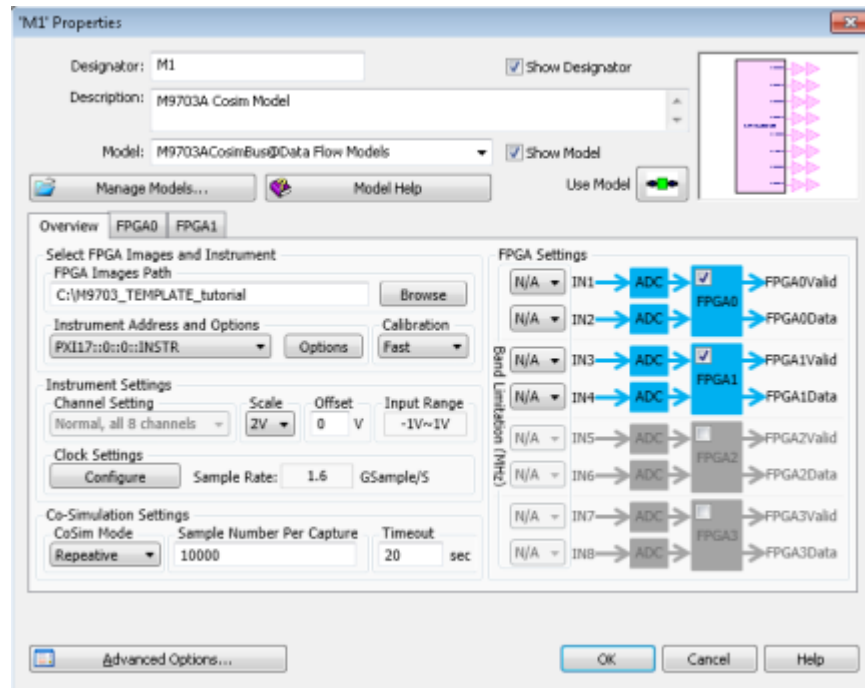 'M1' Properties
Designator: M1
Show Designator
Description: M9703A Cosim Model
Model: M9703ACosimBus@Data Flow Models
Show Model
Manage Models...
Model Help
Use Model
Overview FPGA0 FPGA1
Select FPGA Images and Instrument
FPGA Images Path
C:\M9703_TEMPLATE_tutorial
Browse
Instrument Address and Options
Calibration
PXI17::0::0::INSTR
Options
Fast
Instrument Settings
Channel Setting Scale Offset Input Range
Normal, all 8 channels 2V 0 V -1V~1V
Clock Settings
Configure Sample Rate: 1.6 GSample/S
Co-Simulation Settings
CoSim Mode Sample Number Per Capture Timeout
Repeative 10000 20 sec
FPGA Settings
Band Limitation (MHz)
N/A IN1 ADC FPGA0 FPGA0Valid
N/A IN2 ADC FPGA0Data
N/A IN3 ADC FPGA1 FPGA1Valid
N/A IN4 ADC FPGA1Data
N/A IN5 ADC FPGA2 FPGA2Valid
N/A IN6 ADC FPGA2Data
N/A IN7 ADC FPGA3 FPGA3Valid
N/A IN8 ADC FPGA3Data
Advanced Options...
OK Cancel Help